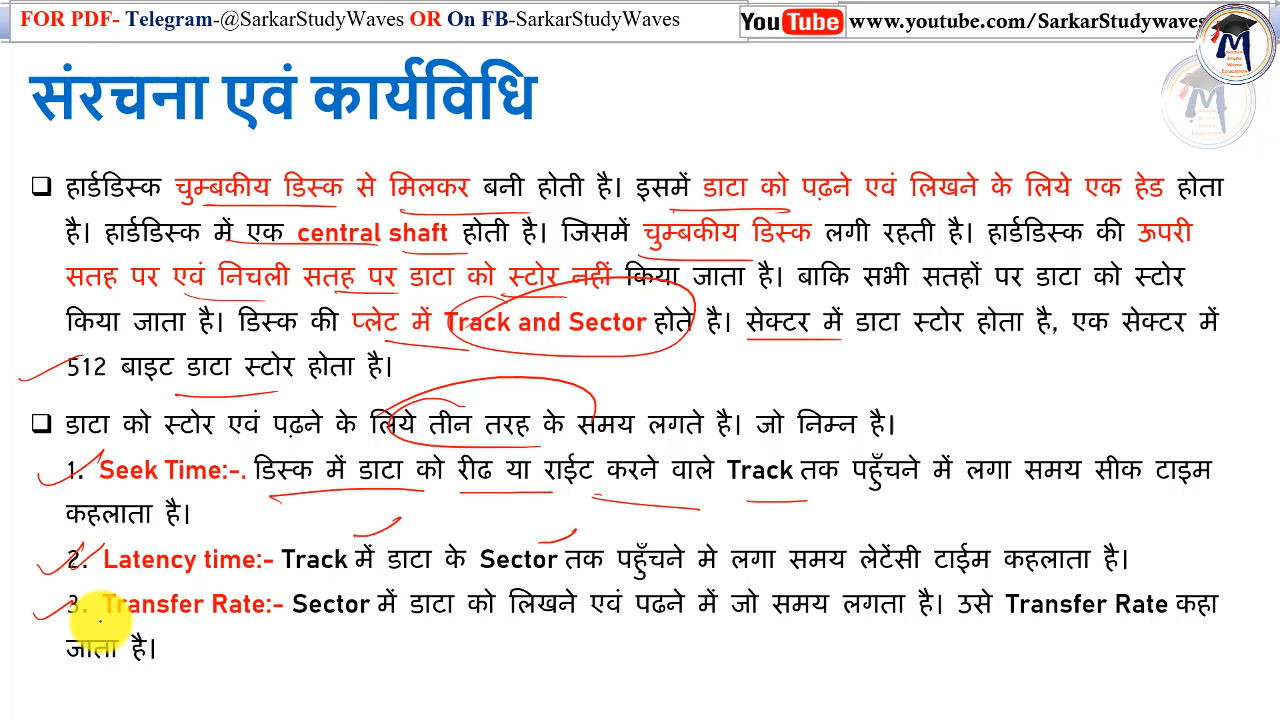 FOR PDF- Telegram-@SarkarStudyWaves OR On FB-SarkarStudyWaves
YouTube www.youtube.com/SarkarStudywaves
संरचना एवं कार्यविधि
❑ हार्डडिस्क चुम्बकीय डिस्क से मिलकर बनी होती है। इसमें डाटा को पढ़ने एवं लिखने के लिये एक हेड होता
है। हार्डडिस्क में एक central shaft होती है। जिसमें चुम्बकीय डिस्क लगी रहती है। हार्डडिस्क की ऊपरी
सतह पर एवं निचली सतह पर डाटा को स्टोर नहीं किया जाता है। बाकि सभी सतहों पर डाटा को स्टोर
किया जाता है। डिस्क की प्लेट में Track and Sector होते है। सेक्टर में डाटा स्टोर होता है, एक सेक्टर में
512 बाइट डाटा स्टोर होता है।
❑ डाटा को स्टोर एवं पढ़ने के लिये तीन तरह के समय लगते है। जो निम्न है।
1. Seek Time:-. डिस्क में डाटा को रीढ या राईट करने वाले Track तक पहुँचने में लगा समय सीक टाइम
कहलाता है।
2. Latency time:- Track में डाटा के Sector तक पहुँचने मे लगा समय लेटेंसी टाईम कहलाता है।
3. Transfer Rate:- Sector में डाटा को लिखने एवं पढने में जो समय लगता है। उसे Transfer Rate कहा
जाता है।